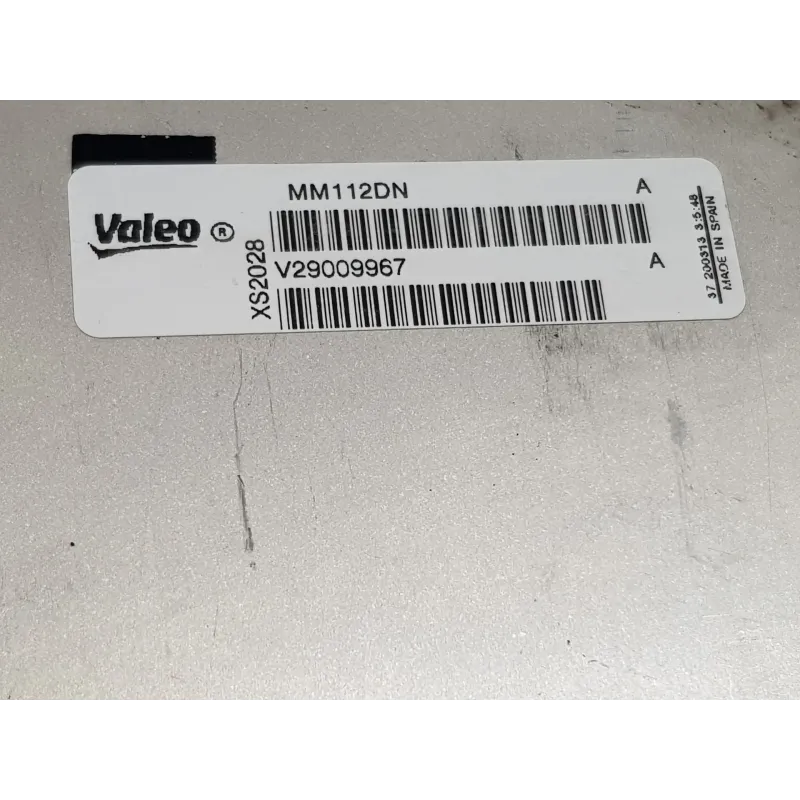 Valeo ®
XS2028
MM112DN A
V29009967 A
37 200313 3:5:48
MADE IN SPAIN